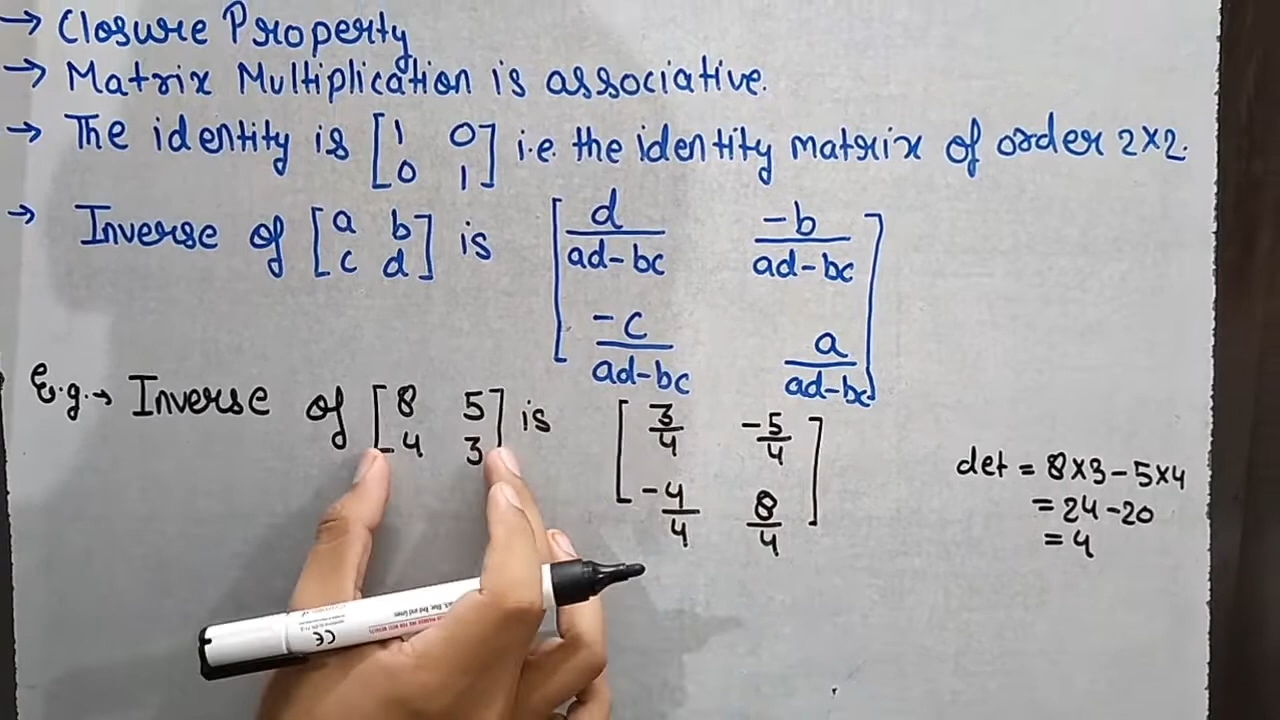 → Closure Property
→ Matrix Multiplication is associative.
→ The identity is [1 0; 0 1] i.e. the identity matrix of order 2×2.
→ Inverse of [a b; c d] is [d/ad-bc -b/ad-bc; -c/ad-bc a/ad-bc]
E.g.→ Inverse of [8 5; 4 3] is [3/4 -5/4; -4/4 8/4]
det = 8×3-5×4
= 24-20
= 4
CE